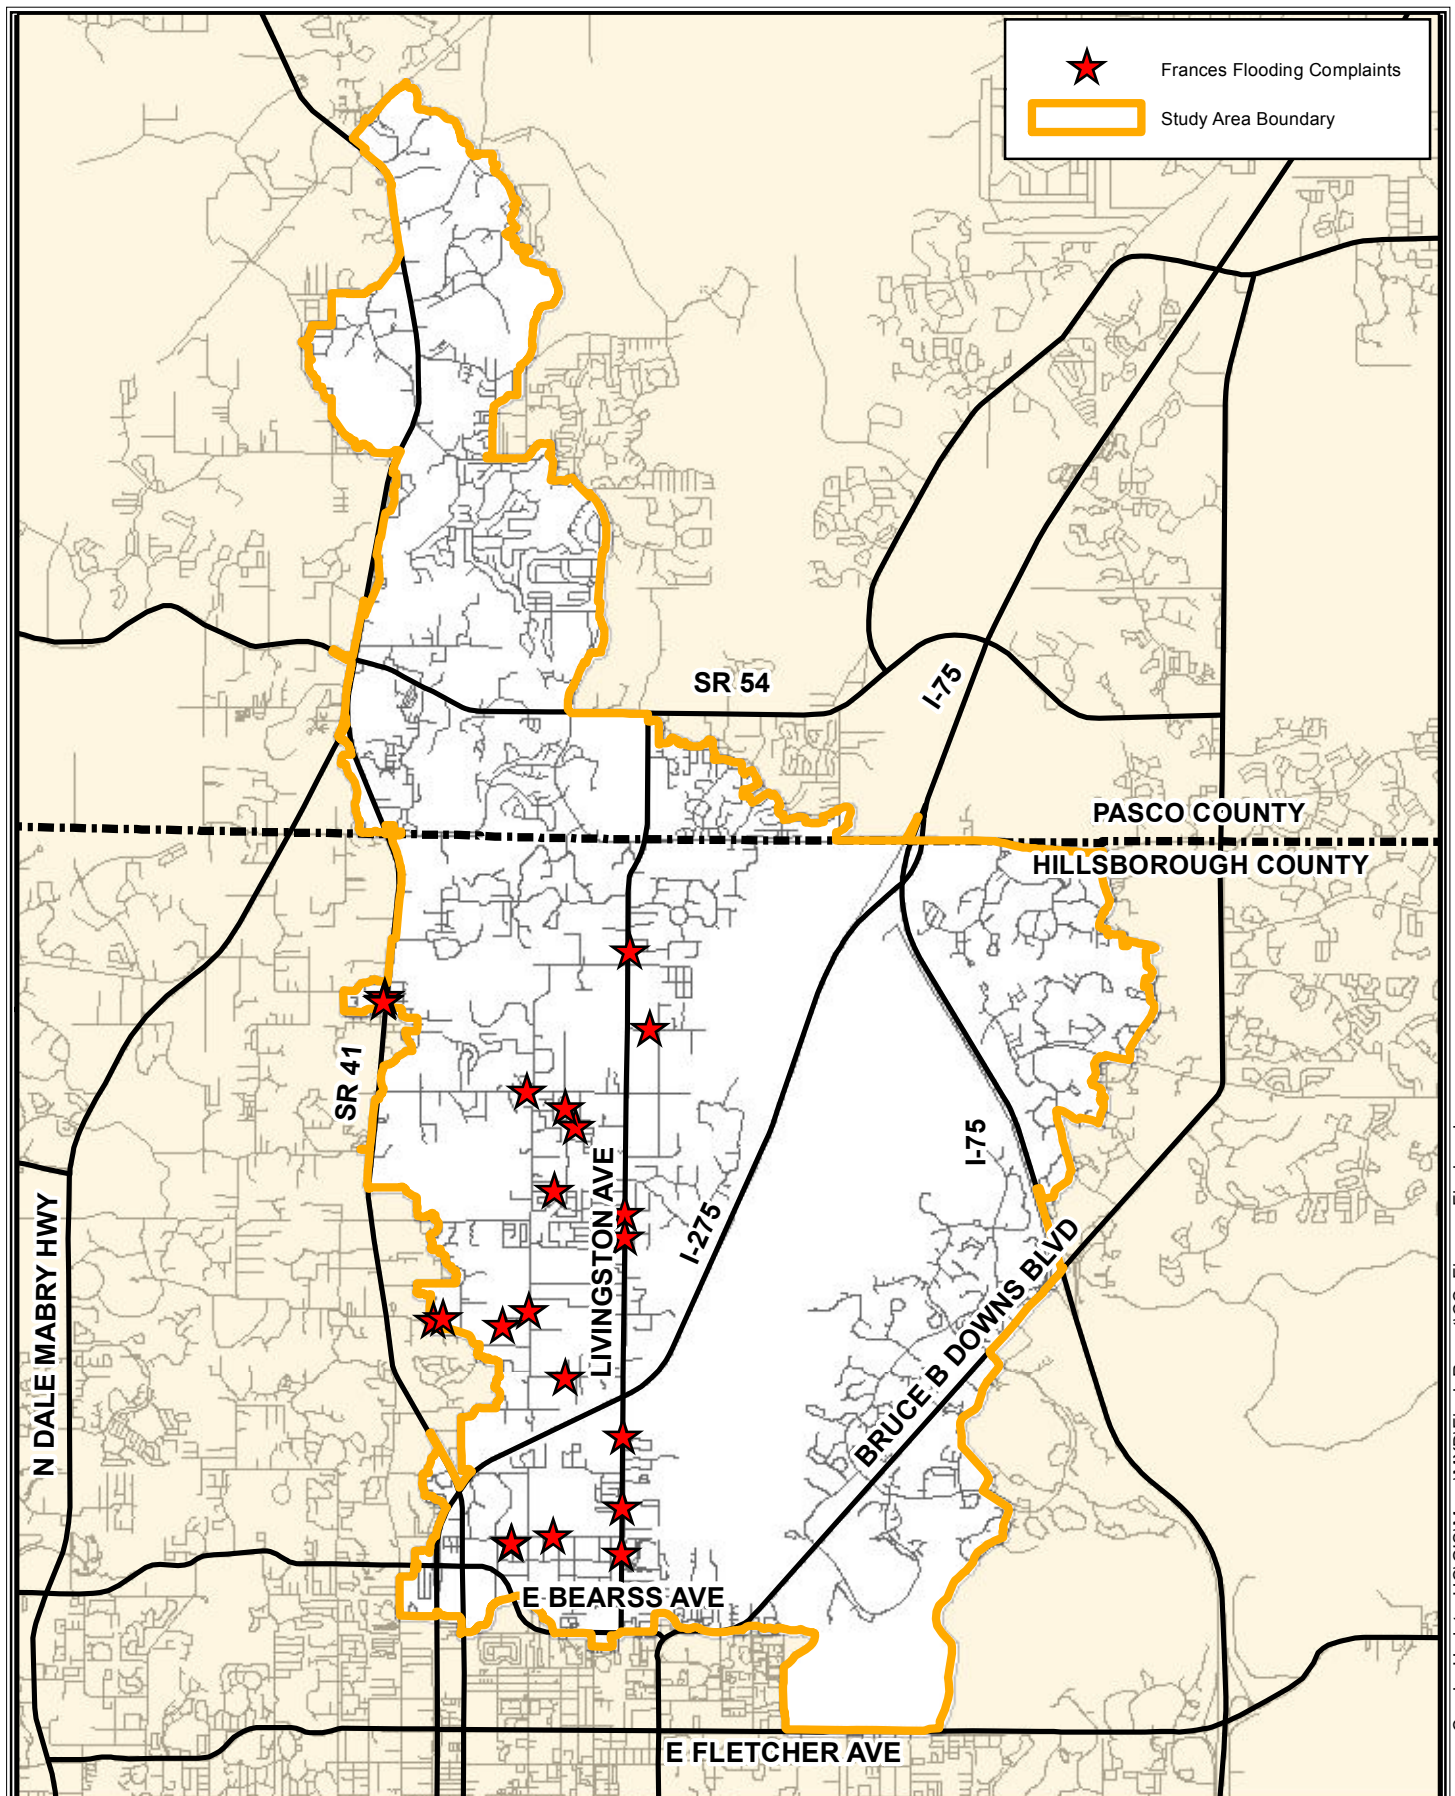 Frances Flooding Complaints
Study Area Boundary
SR 54
I-75
PASCO COUNTY
HILLSBOROUGH COUNTY
SR 41
I-75
LIVINGSTON AVE
I-275
N DALE MABRY HWY
BRUCE B DOWNS BLVD
E BEARSS AVE
E FLETCHER AVE